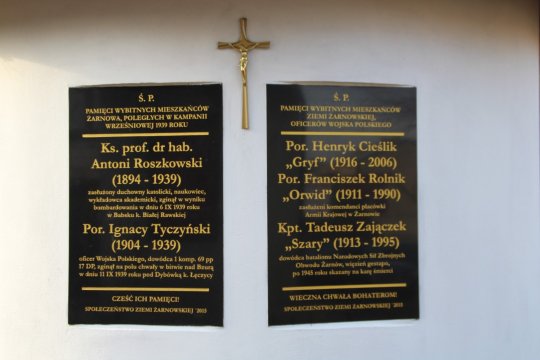 Ś. P.
PAMIĘCI WYBITNYCH MIESZKAŃCÓW
ŻARNOWA, POLEGŁYCH W KAMPANII
WRZEŚNIOWEJ 1939 ROKU
Ks. prof. dr hab.
Antoni Roszkowski
(1894 - 1939)
zasłużony duchowny katolicki, naukowiec,
wykładowca akademicki, zginął w wyniku
bombardowania w dniu 6 IX 1939 roku
w Babsku k. Białej Rawskiej
Por. Ignacy Tyczyński
(1904 - 1939)
oficer Wojska Polskiego, dowódca 1 komp. 69 pp
17 DP, zginął na polu chwały w bitwie nad Bzurą
w dniu 11 IX 1939 roku pod Dybówką k. Łęczycy
CZEŚĆ ICH PAMIĘCI!
SPOŁECZEŃSTWO ZIEMI ŻARNOWSKIEJ '2015
Ś. P.
PAMIĘCI WYBITNYCH MIESZKAŃCÓW
ZIEMI ŻARNOWSKIEJ,
OFICERÓW WOJSKA POLSKIEGO
Por. Henryk Cieślik
„Gryf” (1916 - 2006)
Por. Franciszek Rolnik
„Orwid” (1911 - 1990)
zasłużeni komendanci placówki
Armii Krajowej w Żarnowie
Kpt. Tadeusz Zajączek
„Szary” (1913 - 1995)
dowódca batalionu Narodowych Sił Zbrojnych
Obwodu Żarnów, więzień gestapo,
po 1945 roku skazany na karę śmierci
WIECZNA CHWAŁA BOHATEROM!
SPOŁECZEŃSTWO ZIEMI ŻARNOWSKIEJ '2015